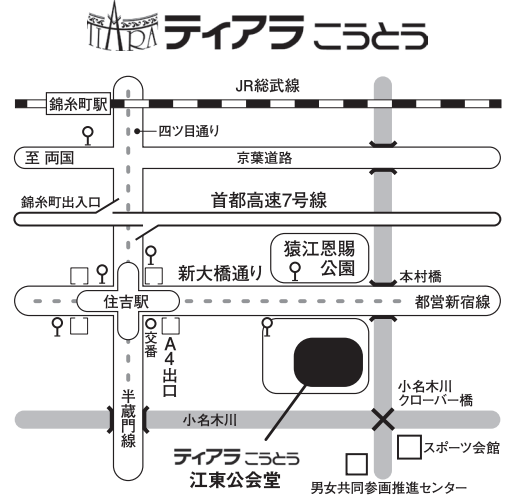 TIARA ティアラこうとう
JR総武線
錦糸町駅
四ツ目通り
至 両国
京葉道路
錦糸町出入口
首都高速7号線
猿江恩賜
公園
新大橋通り
本村橋
住吉駅
都営新宿線
交番
A4出口
半蔵門線
小名木川
クローバー橋
小名木川
ティアラこうとう
江東公会堂
スポーツ会館
男女共同参画推進センター